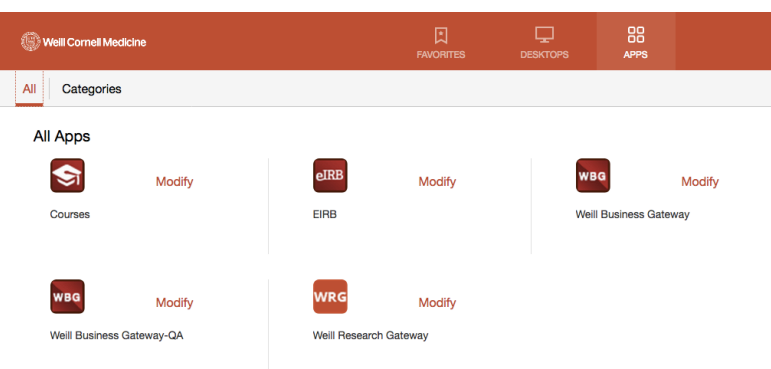 Weill Cornell Medicine
FAVORITES
DESKTOPS
APPS
All
Categories
All Apps
Modify
Courses
eIRB
Modify
EIRB
WBG
Modify
Weill Business Gateway
WBG
Modify
Weill Business Gateway-QA
WRG
Modify
Weill Research Gateway